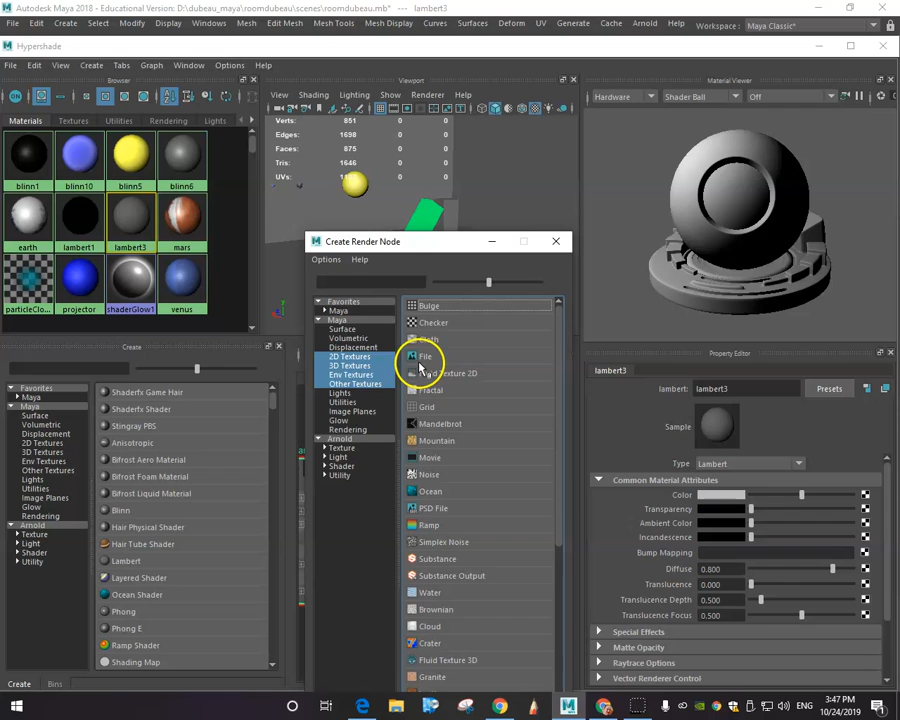 Autodesk Maya 2018 - Educational Version: D:\dubeau_maya\roomdubeau\scenes\roomdubeau.mb* --- lambert3
File Edit Create Select Modify Display Windows Mesh Edit Mesh Mesh Tools Mesh Display Curves Surfaces Deform UV Generate Cache Arnold Help Workspace : Maya Classic*
Hypershade
File Edit View Create Tabs Graph Window Options Help
Browser
Viewport
Material Viewer
ON
View Shading Lighting Show Renderer Help
Hardware Shader Ball Off
Materials Textures Utilities Rendering Lights
Verts: 851 0 0
Edges: 1698 0 0
Faces: 875 0 0
Tris: 1646 0 0
UVs: 0 0
blinn1 blinn10 blinn5 blinn6
earth lambert1 lambert3 mars
particleClo... projector shaderGlow1 venus
Create Render Node
Options Help
Favorites
Maya
Maya
Surface
Volumetric
Displacement
2D Textures
3D Textures
Env Textures
Other Textures
Lights
Utilities
Image Planes
Glow
Rendering
Arnold
Texture
Light
Shader
Utility
Bulge
Checker
Cloth
File
Texture 2D
Fractal
Grid
Mandelbrot
Mountain
Movie
Noise
Ocean
PSD File
Ramp
Simplex Noise
Substance
Substance Output
Water
Brownian
Cloud
Crater
Fluid Texture 3D
Granite
Create
Favorites
Maya
Maya
Surface
Volumetric
Displacement
2D Textures
3D Textures
Env Textures
Other Textures
Lights
Utilities
Image Planes
Glow
Rendering
Arnold
Texture
Light
Shader
Utility
Shaderfx Game Hair
Shaderfx Shader
Stingray PBS
Anisotropic
Bifrost Aero Material
Bifrost Foam Material
Bifrost Liquid Material
Blinn
Hair Physical Shader
Hair Tube Shader
Lambert
Layered Shader
Ocean Shader
Phong
Phong E
Ramp Shader
Shading Map
Create Bins
Property Editor
lambert3
lambert: lambert3 Presets
Sample
Type Lambert
Common Material Attributes
Color
Transparency
Ambient Color
Incandescence
Bump Mapping
Diffuse 0.800
Translucence 0.000
Translucence Depth 0.500
Translucence Focus 0.500
Special Effects
Matte Opacity
Raytrace Options
Vector Renderer Control
ENG
3:47 PM
10/24/2019